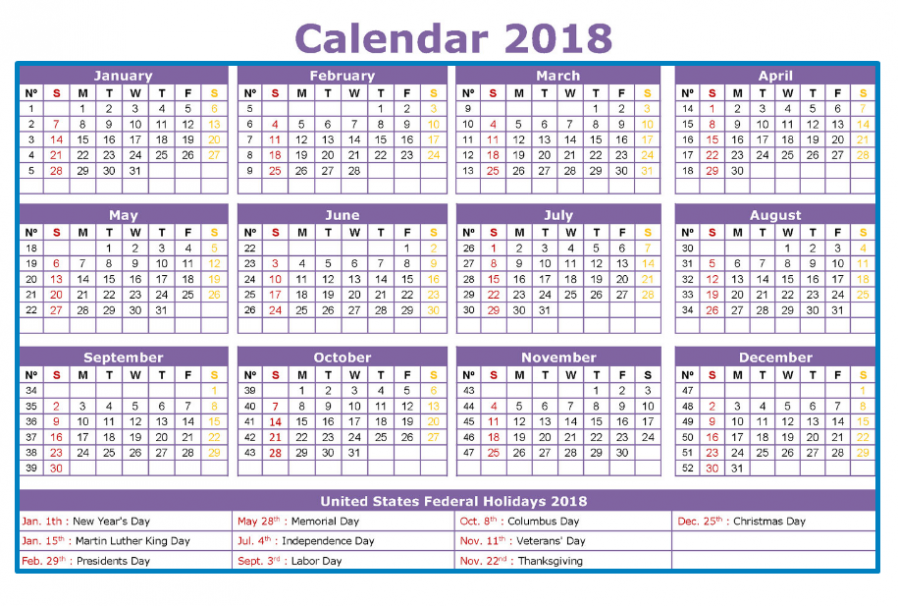 Calendar 2018
January
Nº S M T W T F S
1 1 2 3 4 5 6
2 7 8 9 10 11 12 13
3 14 15 16 17 18 19 20
4 21 22 23 24 25 26 27
5 28 29 30 31
February
Nº S M T W T F S
5 1 2 3
6 4 5 6 7 8 9 10
7 11 12 13 14 15 16 17
8 18 19 20 21 22 23 24
9 25 26 27 28
March
Nº S M T W T F S
9 1 2 3
10 4 5 6 7 8 9 10
11 11 12 13 14 15 16 17
12 18 19 20 21 22 23 24
13 25 26 27 28 29 30 31
April
Nº S M T W T F S
14 1 2 3 4 5 6 7
15 8 9 10 11 12 13 14
16 15 16 17 18 19 20 21
17 22 23 24 25 26 27 28
18 29 30
May
Nº S M T W T F S
18 1 2 3 4 5
19 6 7 8 9 10 11 12
20 13 14 15 16 17 18 19
21 20 21 22 23 24 25 26
22 27 28 29 30 31
June
Nº S M T W T F S
22 1 2
23 3 4 5 6 7 8 9
24 10 11 12 13 14 15 16
25 17 18 19 20 21 22 23
26 24 25 26 27 28 29 30
July
Nº S M T W T F S
26 1 2 3 4 5 6 7
27 8 9 10 11 12 13 14
28 15 16 17 18 19 20 21
29 22 23 24 25 26 27 28
30 29 30 31
August
Nº S M T W T F S
30 1 2 3 4
31 5 6 7 8 9 10 11
32 12 13 14 15 16 17 18
33 19 20 21 22 23 24 25
34 26 27 28 29 30 31
September
Nº S M T W T F S
34 1
35 2 3 4 5 6 7 8
36 9 10 11 12 13 14 15
37 16 17 18 19 20 21 22
38 23 24 25 26 27 28 29
39 30
October
Nº S M T W T F S
39 1 2 3 4 5 6
40 7 8 9 10 11 12 13
41 14 15 16 17 18 19 20
42 21 22 23 24 25 26 27
43 28 29 30 31
November
Nº S M T W T F S
43 1 2 3
44 4 5 6 7 8 9 10
45 11 12 13 14 15 16 17
46 18 19 20 21 22 23 24
47 25 26 27 28 29 30
December
Nº S M T W T F S
47 1
48 2 3 4 5 6 7 8
49 9 10 11 12 13 14 15
50 16 17 18 19 20 21 22
51 23 24 25 26 27 28 29
52 30 31
United States Federal Holidays 2018
Jan. 1th : New Year's Day
Jan. 15th : Martin Luther King Day
Feb. 29th : Presidents Day
May 28th : Memorial Day
Jul. 4th : Independence Day
Sept. 3rd : Labor Day
Oct. 8th : Columbus Day
Nov. 11th : Veterans' Day
Nov. 22nd : Thanksgiving
Dec. 25th : Christmas Day